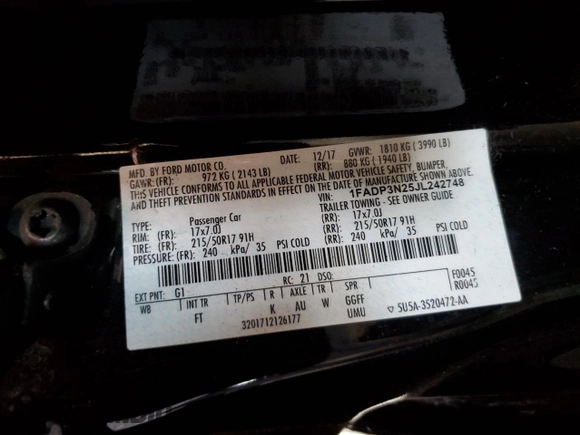 MFD. BY FORD MOTOR CO. DATE: 12/17 GVWR: 1810 KG ( 3990 LB)
GAWR: (FR): 972 KG ( 2143 LB) (RR): 880 KG ( 1940 LB)
THIS VEHICLE CONFORMS TO ALL APPLICABLE FEDERAL MOTOR VEHICLE SAFETY, BUMPER,
AND THEFT PREVENTION STANDARDS IN EFFECT ON THE DATE OF MANUFACTURE SHOWN ABOVE.
VIN: 1FADP3N25JL242748
TYPE: Passenger Car TRAILER TOWING - SEE OWNER GUIDE
RIM: (FR): 17x7.0J (RR): 17x7.0J
TIRE: (FR): 215/50R17 91H (RR): 215/50R17 91H
PRESSURE: (FR): 240 kPa/ 35 PSI COLD (RR): 240 kPa/ 35 PSI COLD
EXT PNT: G1 RC: 21 DSO: F0045
R0045
WB INT TR TP/PS R AXLE TR SPR
FT K AU W GGFF
UMU
3201712126177
5U5A-3520472-AA